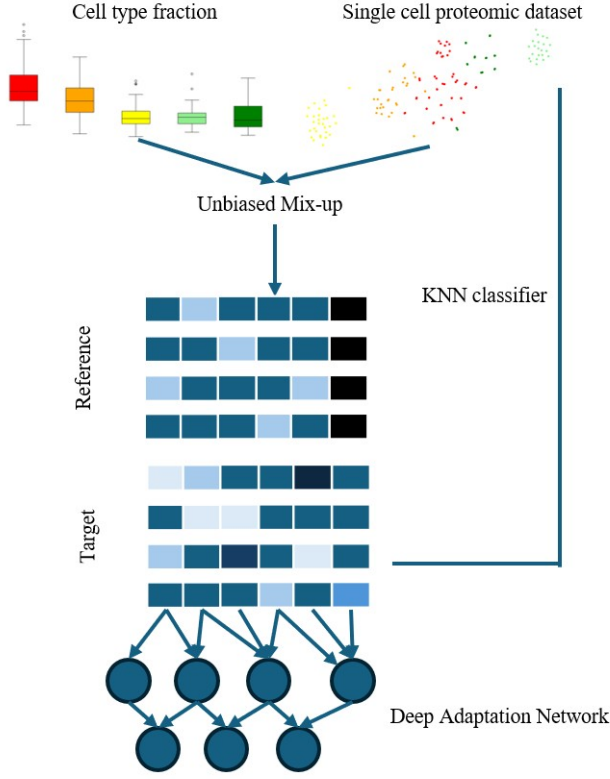 Cell type fraction
Single cell proteomic dataset
Unbiased Mix-up
KNN classifier
Reference
Target
Deep Adaptation Network